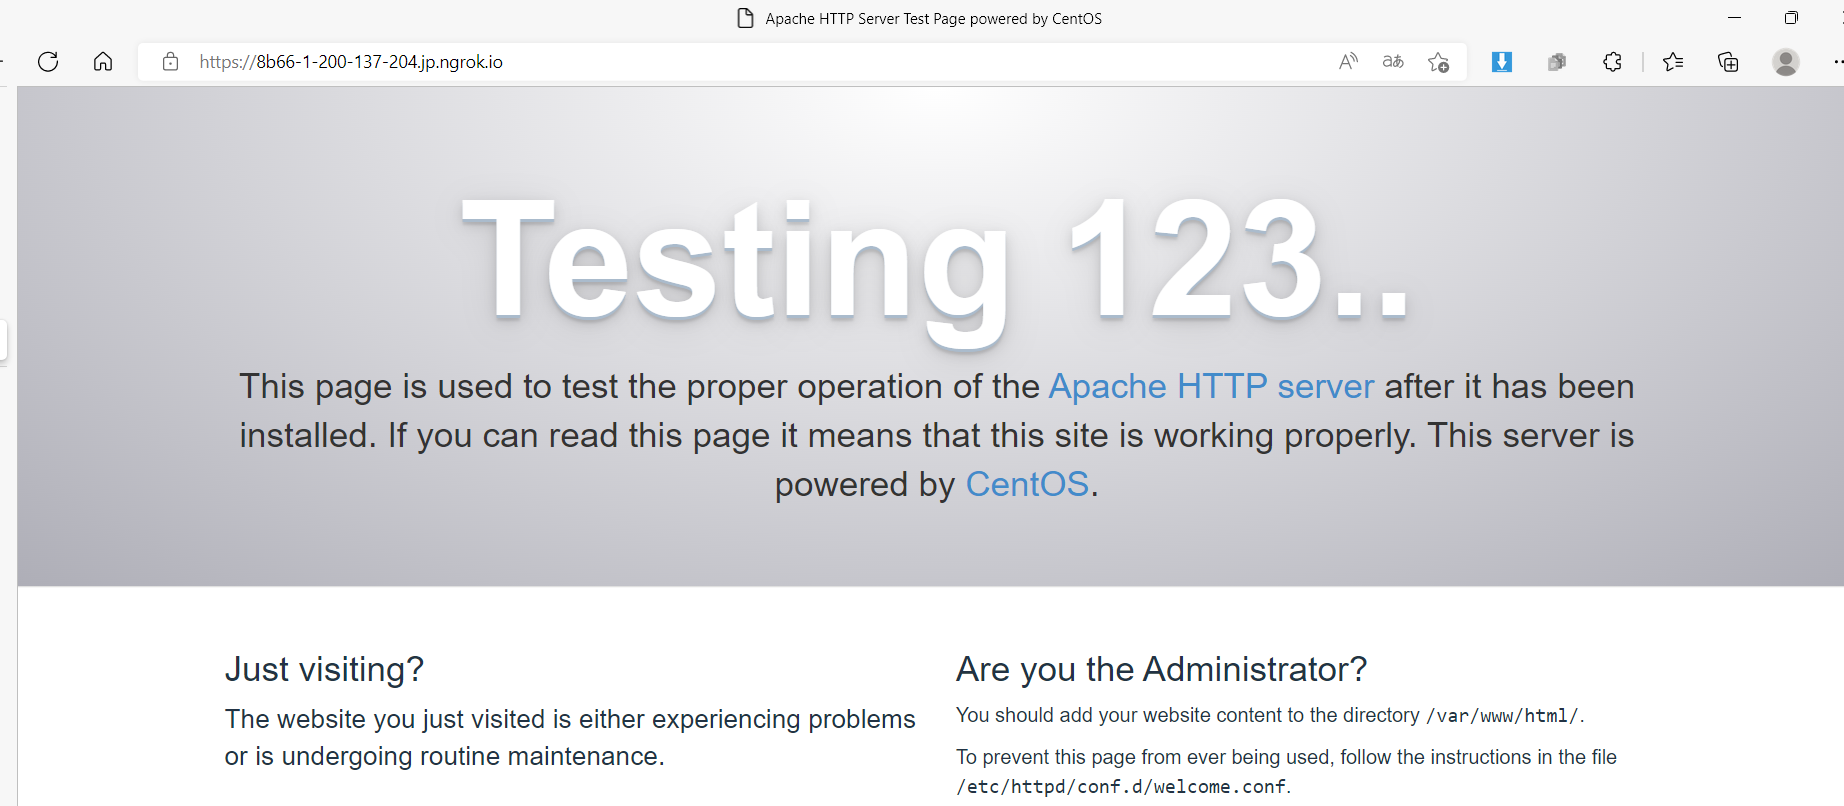 Apache HTTP Server Test Page powered by CentOS
https://8b66-1-200-137-204.jp.ngrok.io
Testing 123..
This page is used to test the proper operation of the Apache HTTP server after it has been
installed. If you can read this page it means that this site is working properly. This server is
powered by CentOS.
Just visiting?
The website you just visited is either experiencing problems
or is undergoing routine maintenance.
Are you the Administrator?
You should add your website content to the directory /var/www/html/.
To prevent this page from ever being used, follow the instructions in the file
/etc/httpd/conf.d/welcome.conf.